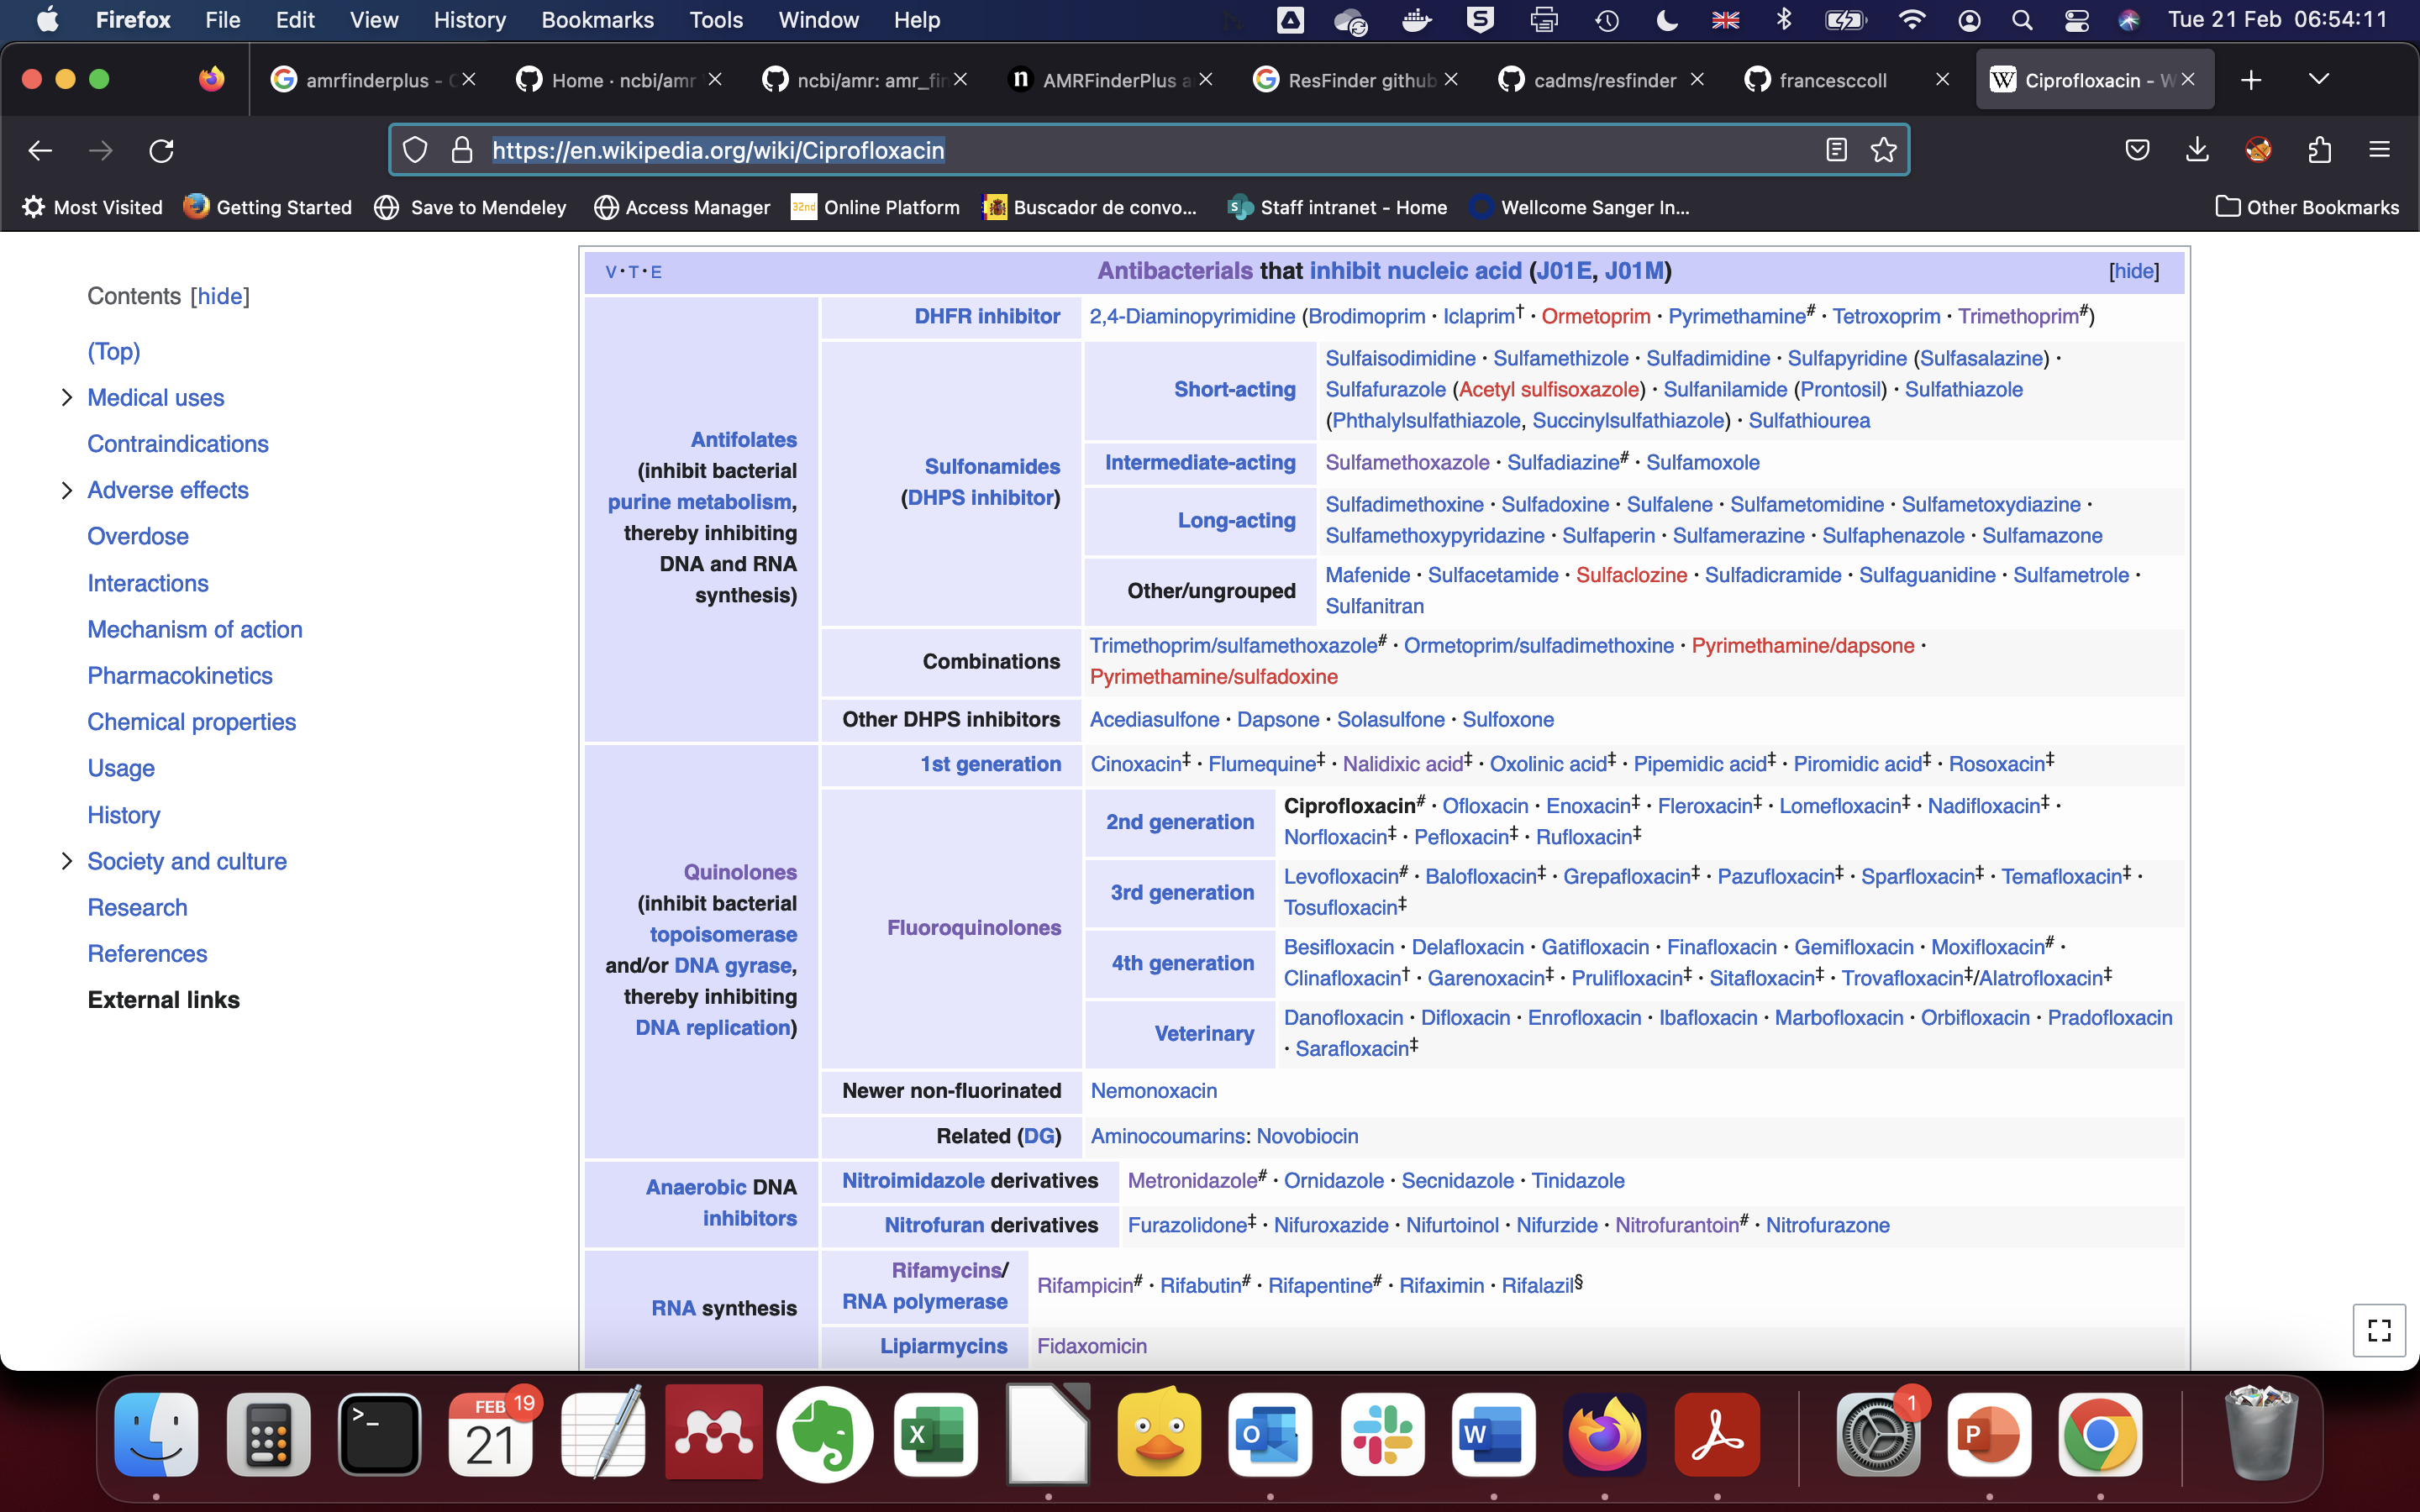 Firefox File Edit View History Bookmarks Tools Window Help Tue 21 Feb 06:54:11
amrfinderplus - Home · ncbi/amr ncbi/amr: amr_fin AMRFinderPlus a ResFinder github cadms/resfinder francesccoll Ciprofloxacin - W
https://en.wikipedia.org/wiki/Ciprofloxacin
Most Visited Getting Started Save to Mendeley Access Manager 32nd Online Platform Buscador de convo... Staff intranet - Home Wellcome Sanger In... Other Bookmarks
Contents [hide]
(Top)
Medical uses
Contraindications
Adverse effects
Overdose
Interactions
Mechanism of action
Pharmacokinetics
Chemical properties
Usage
History
Society and culture
Research
References
External links
V·T·E Antibacterials that inhibit nucleic acid (J01E, J01M) [hide]
Antifolates
(inhibit bacterial
purine metabolism,
thereby inhibiting
DNA and RNA
synthesis)
DHFR inhibitor
2,4-Diaminopyrimidine (Brodimoprim · Iclaprim† · Ormetoprim · Pyrimethamine# · Tetroxoprim · Trimethoprim#)
Sulfonamides
(DHPS inhibitor)
Short-acting
Sulfaisodimidine · Sulfamethizole · Sulfadimidine · Sulfapyridine (Sulfasalazine) ·
Sulfafurazole (Acetyl sulfisoxazole) · Sulfanilamide (Prontosil) · Sulfathiazole
(Phthalylsulfathiazole, Succinylsulfathiazole) · Sulfathiourea
Intermediate-acting
Sulfamethoxazole · Sulfadiazine# · Sulfamoxole
Long-acting
Sulfadimethoxine · Sulfadoxine · Sulfalene · Sulfametomidine · Sulfametoxydiazine ·
Sulfamethoxypyridazine · Sulfaperin · Sulfamerazine · Sulfaphenazole · Sulfamazone
Other/ungrouped
Mafenide · Sulfacetamide · Sulfaclozine · Sulfadicramide · Sulfaguanidine · Sulfametrole ·
Sulfanitran
Combinations
Trimethoprim/sulfamethoxazole# · Ormetoprim/sulfadimethoxine · Pyrimethamine/dapsone ·
Pyrimethamine/sulfadoxine
Other DHPS inhibitors
Acediasulfone · Dapsone · Solasulfone · Sulfoxone
Quinolones
(inhibit bacterial
topoisomerase
and/or DNA gyrase,
thereby inhibiting
DNA replication)
1st generation
Cinoxacin‡ · Flumequine‡ · Nalidixic acid‡ · Oxolinic acid‡ · Pipemidic acid‡ · Piromidic acid‡ · Rosoxacin‡
Fluoroquinolones
2nd generation
Ciprofloxacin# · Ofloxacin · Enoxacin‡ · Fleroxacin‡ · Lomefloxacin‡ · Nadifloxacin‡ ·
Norfloxacin‡ · Pefloxacin‡ · Rufloxacin‡
3rd generation
Levofloxacin# · Balofloxacin‡ · Grepafloxacin‡ · Pazufloxacin‡ · Sparfloxacin‡ · Temafloxacin‡ ·
Tosufloxacin‡
4th generation
Besifloxacin · Delafloxacin · Gatifloxacin · Finafloxacin · Gemifloxacin · Moxifloxacin# ·
Clinafloxacin† · Garenoxacin‡ · Prulifloxacin‡ · Sitafloxacin‡ · Trovafloxacin‡/Alatrofloxacin‡
Veterinary
Danofloxacin · Difloxacin · Enrofloxacin · Ibafloxacin · Marbofloxacin · Orbifloxacin · Pradofloxacin
· Sarafloxacin‡
Newer non-fluorinated
Nemonoxacin
Related (DG)
Aminocoumarins: Novobiocin
Anaerobic DNA
inhibitors
Nitroimidazole derivatives
Metronidazole# · Ornidazole · Secnidazole · Tinidazole
Nitrofuran derivatives
Furazolidone‡ · Nifuroxazide · Nifurtoinol · Nifurzide · Nitrofurantoin# · Nitrofurazone
RNA synthesis
Rifamycins/
RNA polymerase
Rifampicin# · Rifabutin# · Rifapentine# · Rifaximin · Rifalazil§
Lipiarmycins
Fidaxomicin
FEB 19
21
1